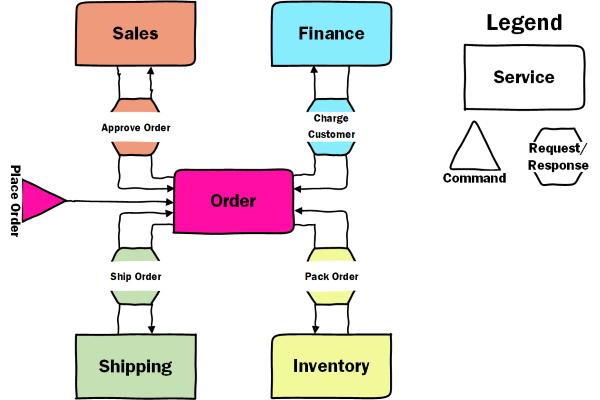 Sales
Finance
Legend
Service
Approve Order
Charge
Customer
Request/
Response
Command
Place Order
Order
Ship Order
Pack Order
Shipping
Inventory